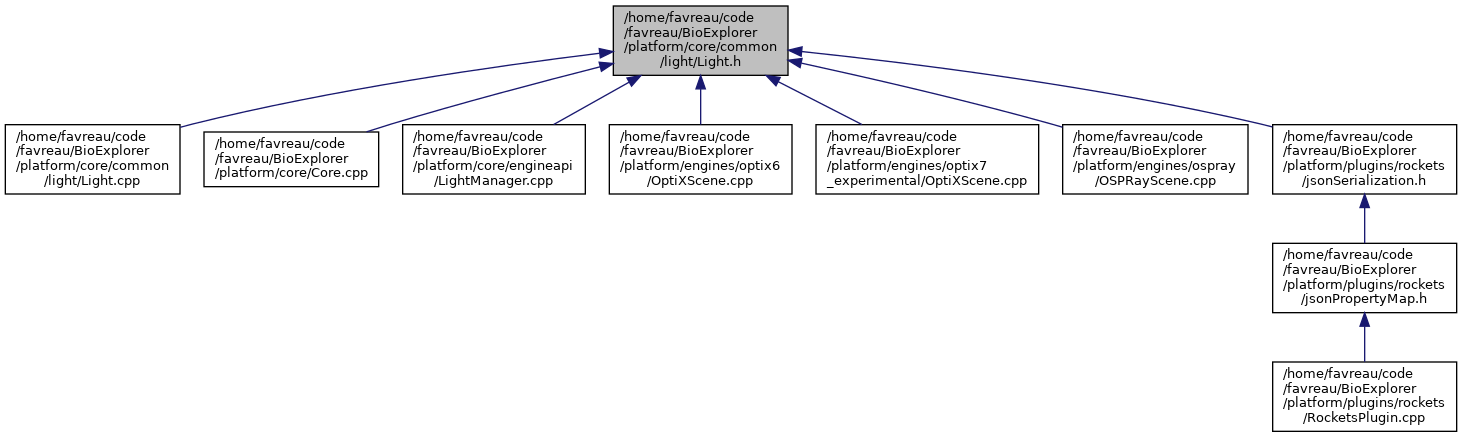 /home/favreau/code
/favreau/BioExplorer
/platform/core/common
/light/Light.h
/home/favreau/code
/favreau/BioExplorer
/platform/core/common
/light/Light.cpp
/home/favreau/code
/favreau/BioExplorer
/platform/core/Core.cpp
/home/favreau/code
/favreau/BioExplorer
/platform/core/engineapi
/LightManager.cpp
/home/favreau/code
/favreau/BioExplorer
/platform/engines/optix6
/OptiXScene.cpp
/home/favreau/code
/favreau/BioExplorer
/platform/engines/optix7
_experimental/OptiXScene.cpp
/home/favreau/code
/favreau/BioExplorer
/platform/engines/ospray
/OSPRayScene.cpp
/home/favreau/code
/favreau/BioExplorer
/platform/plugins/rockets
/jsonSerialization.h
/home/favreau/code
/favreau/BioExplorer
/platform/plugins/rockets
/jsonPropertyMap.h
/home/favreau/code
/favreau/BioExplorer
/platform/plugins/rockets
/RocketsPlugin.cpp